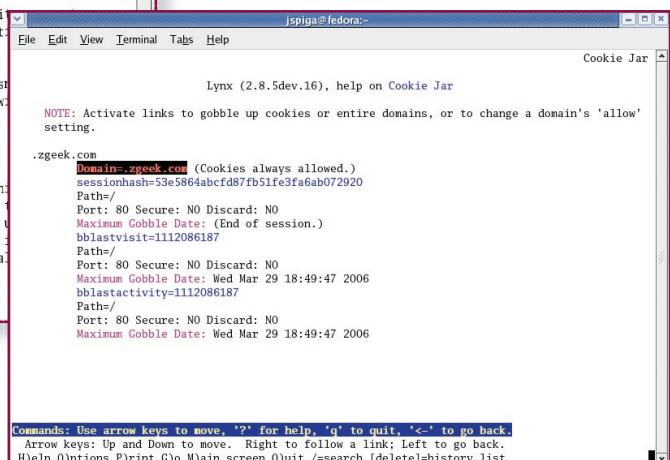 jspiga@fedora:~
File Edit View Terminal Tabs Help
Cookie Jar
Lynx (2.8.5dev.16), help on Cookie Jar
NOTE: Activate links to gobble up cookies or entire domains, or to change a domain's 'allow'
setting.
.zgeek.com
Domain=.zgeek.com (Cookies always allowed.)
sessionhash=53e5864abcfd87fb51fe3fa6ab072920
Path=/
Port: 80 Secure: NO Discard: NO
Maximum Gobble Date: (End of session.)
bblastvisit=1112086187
Path=/
Port: 80 Secure: NO Discard: NO
Maximum Gobble Date: Wed Mar 29 18:49:47 2006
bblastactivity=1112086187
Path=/
Port: 80 Secure: NO Discard: NO
Maximum Gobble Date: Wed Mar 29 18:49:47 2006
Commands: Use arrow keys to move, '?' for help, 'q' to quit, '<-' to go back.
Arrow keys: Up and Down to move. Right to follow a link; Left to go back.
H)elp O)ptions P)rint G)o M)ain screen Q)uit /=search [delete]=history list